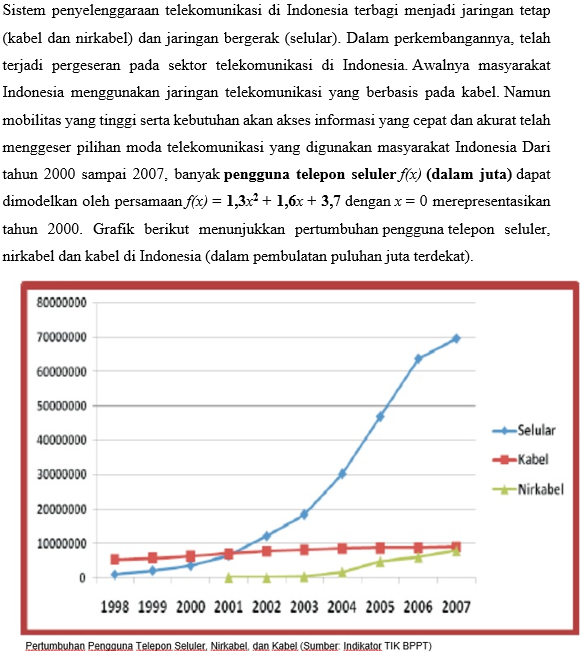 Sistem penyelenggaraan telekomunikasi di Indonesia terbagi menjadi jaringan tetap
(kabel dan nirkabel) dan jaringan bergerak (selular). Dalam perkembangannya, telah
terjadi pergeseran pada sektor telekomunikasi di Indonesia. Awalnya masyarakat
Indonesia menggunakan jaringan telekomunikasi yang berbasis pada kabel. Namun
mobilitas yang tinggi serta kebutuhan akan akses informasi yang cepat dan akurat telah
menggeser pilihan moda telekomunikasi yang digunakan masyarakat Indonesia Dari
tahun 2000 sampai 2007, banyak pengguna telepon seluler f(x) (dalam juta) dapat
dimodelkan oleh persamaan f(x) = 1,3x² + 1,6x + 3,7 dengan x = 0 merepresentasikan
tahun 2000. Grafik berikut menunjukkan pertumbuhan pengguna telepon seluler,
nirkabel dan kabel di Indonesia (dalam pembulatan puluhan juta terdekat).
80000000
70000000
60000000
50000000
40000000
30000000
20000000
10000000
0
Selular
Kabel
Nirkabel
1998 1999 2000 2001 2002 2003 2004 2005 2006 2007
Pertumbuhan Pengguna Telepon Seluler, Nirkabel, dan Kabel (Sumber: Indikator TIK BPPT)